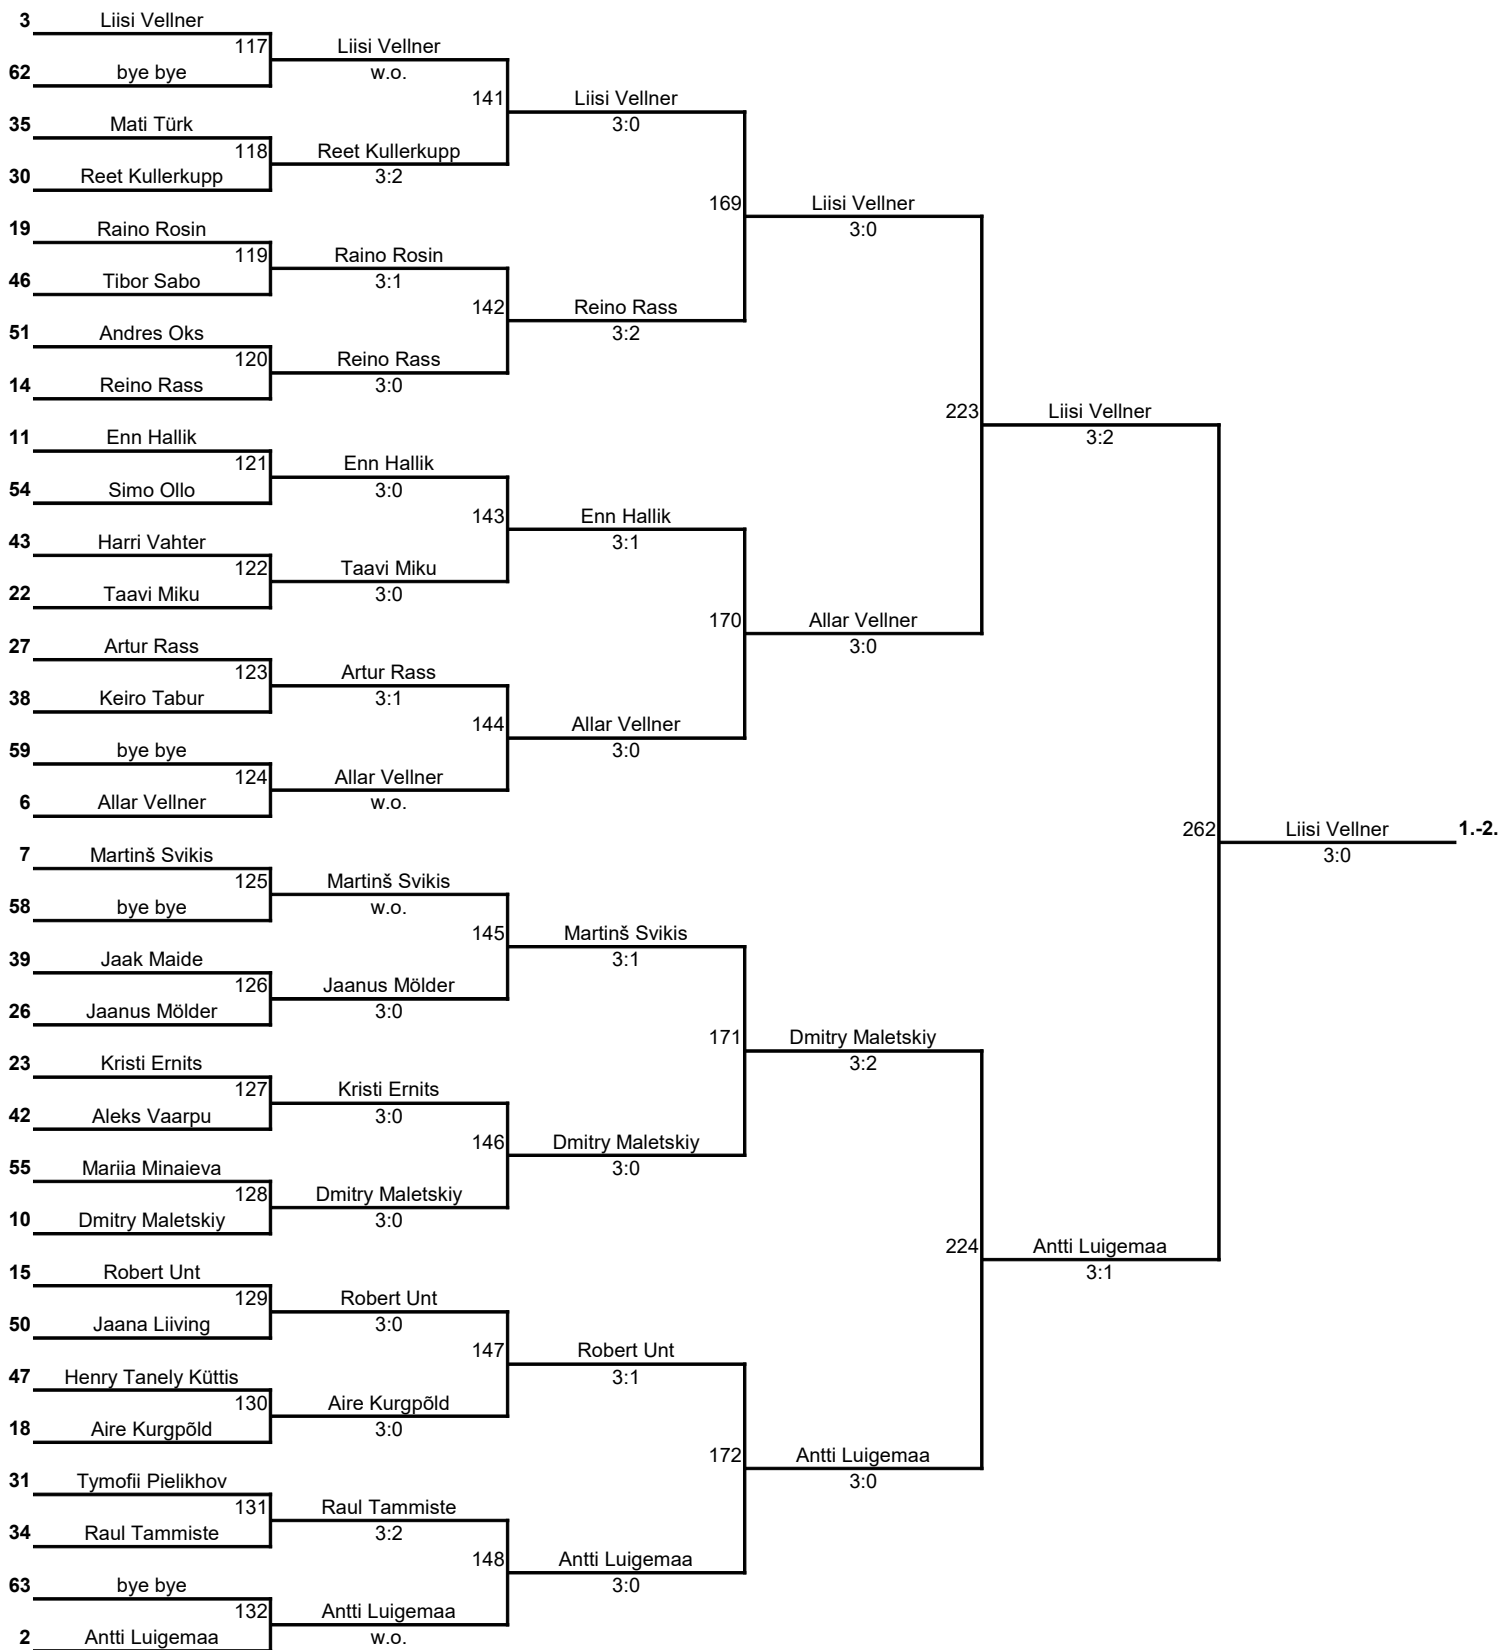 3 Liisi Vellner
117 Liisi Vellner
62 bye bye w.o.
141 Liisi Vellner
35 Mati Türk 3:0
118 Reet Kullerkupp
30 Reet Kullerkupp 3:2
169 Liisi Vellner
19 Raino Rosin 3:0
119 Raino Rosin
46 Tibor Sabo 3:1
142 Reino Rass
51 Andres Oks 3:2
120 Reino Rass
14 Reino Rass 3:0
223 Liisi Vellner
11 Enn Hallik 3:2
121 Enn Hallik
54 Simo Ollo 3:0
143 Enn Hallik
43 Harri Vahter 3:1
122 Taavi Miku
22 Taavi Miku 3:0
170 Allar Vellner
27 Artur Rass 3:0
123 Artur Rass
38 Keiro Tabur 3:1
144 Allar Vellner
59 bye bye 3:0
124 Allar Vellner
6 Allar Vellner w.o.
262 Liisi Vellner 1.-2.
7 Martinš Svikis 3:0
125 Martinš Svikis
58 bye bye w.o.
145 Martinš Svikis
39 Jaak Maide 3:1
126 Jaanus Mölder
26 Jaanus Mölder 3:0
171 Dmitry Maletskiy
23 Kristi Ernits 3:2
127 Kristi Ernits
42 Aleks Vaarpu 3:0
146 Dmitry Maletskiy
55 Mariia Minaieva 3:0
128 Dmitry Maletskiy
10 Dmitry Maletskiy 3:0
224 Antti Luigemaa
15 Robert Unt 3:1
129 Robert Unt
50 Jaana Liiving 3:0
147 Robert Unt
47 Henry Tanely Küttis 3:1
130 Aire Kurgpõld
18 Aire Kurgpõld 3:0
172 Antti Luigemaa
31 Tymofii Pielikhov 3:0
131 Raul Tammiste
34 Raul Tammiste 3:2
148 Antti Luigemaa
63 bye bye 3:0
132 Antti Luigemaa
2 Antti Luigemaa w.o.